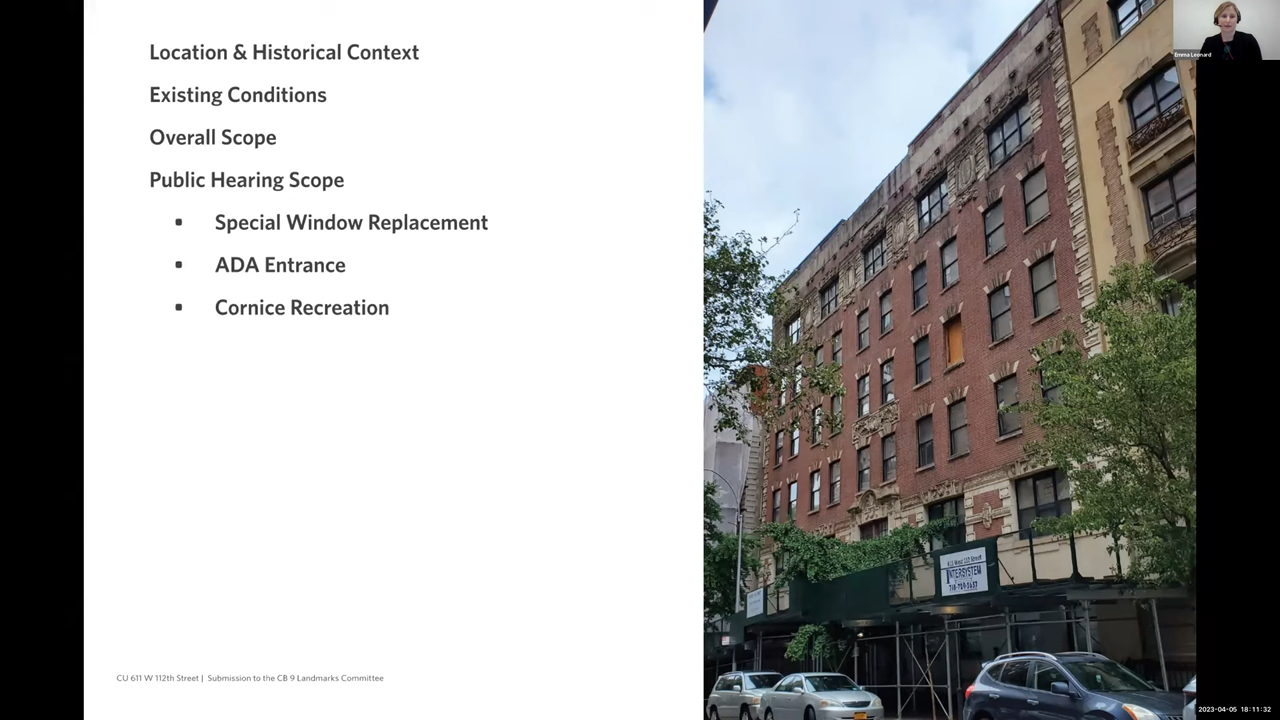 Location & Historical Context
Existing Conditions
Overall Scope
Public Hearing Scope
▪ Special Window Replacement
▪ ADA Entrance
▪ Cornice Recreation
CU 611 W 112th Street | Submission to the CB 9 Landmarks Committee
Emma Leonard
INTERSYSTEM
2023-04-05 18:11:32